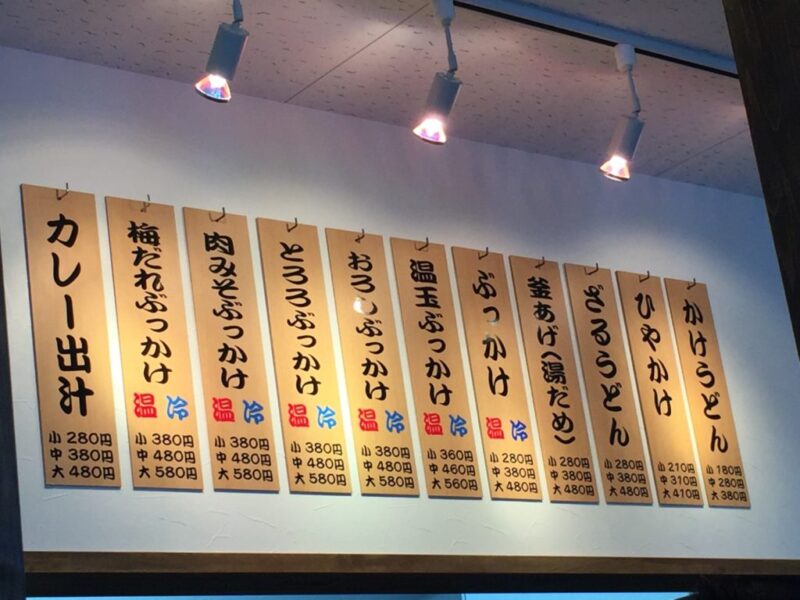 かけうどん
小 180円
中 280円
大 380円
ひやかけ
小 210円
中 310円
大 410円
ざるうどん
小 280円
中 380円
大 480円
釜あげ(湯だめ)
小 280円
中 380円
大 480円
ぶっかけ
温 冷
小 280円
中 380円
大 480円
温玉ぶっかけ
温 冷
小 360円
中 460円
大 560円
おろしぶっかけ
温 冷
小 380円
中 480円
大 580円
とろろぶっかけ
温 冷
小 380円
中 480円
大 580円
肉みそぶっかけ
温 冷
小 380円
中 480円
大 580円
梅だれぶっかけ
温 冷
小 380円
中 480円
大 580円
カレー出汁
小 280円
中 380円
大 480円